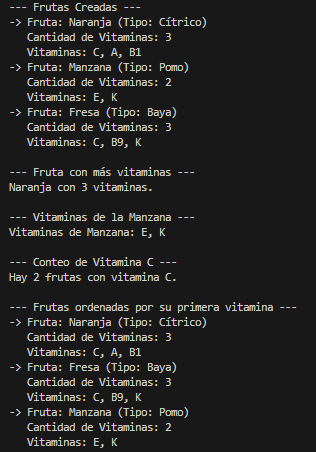 --- Frutas Creadas ---
-> Fruta: Naranja (Tipo: Cítrico)
Cantidad de Vitaminas: 3
Vitaminas: C, A, B1
-> Fruta: Manzana (Tipo: Pomo)
Cantidad de Vitaminas: 2
Vitaminas: E, K
-> Fruta: Fresa (Tipo: Baya)
Cantidad de Vitaminas: 3
Vitaminas: C, B9, K
--- Fruta con más vitaminas ---
Naranja con 3 vitaminas.
--- Vitaminas de la Manzana ---
Vitaminas de Manzana: E, K
--- Conteo de Vitamina C ---
Hay 2 frutas con vitamina C.
--- Frutas ordenadas por su primera vitamina ---
-> Fruta: Naranja (Tipo: Cítrico)
Cantidad de Vitaminas: 3
Vitaminas: C, A, B1
-> Fruta: Fresa (Tipo: Baya)
Cantidad de Vitaminas: 3
Vitaminas: C, B9, K
-> Fruta: Manzana (Tipo: Pomo)
Cantidad de Vitaminas: 2
Vitaminas: E, K